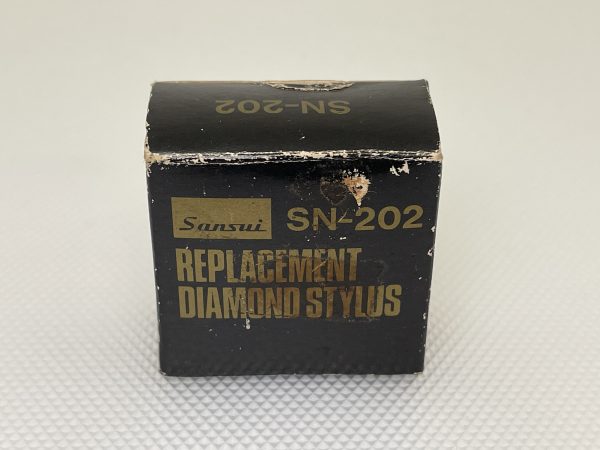 SN-202
Sansui SN-202
REPLACEMENT
DIAMOND STYLUS